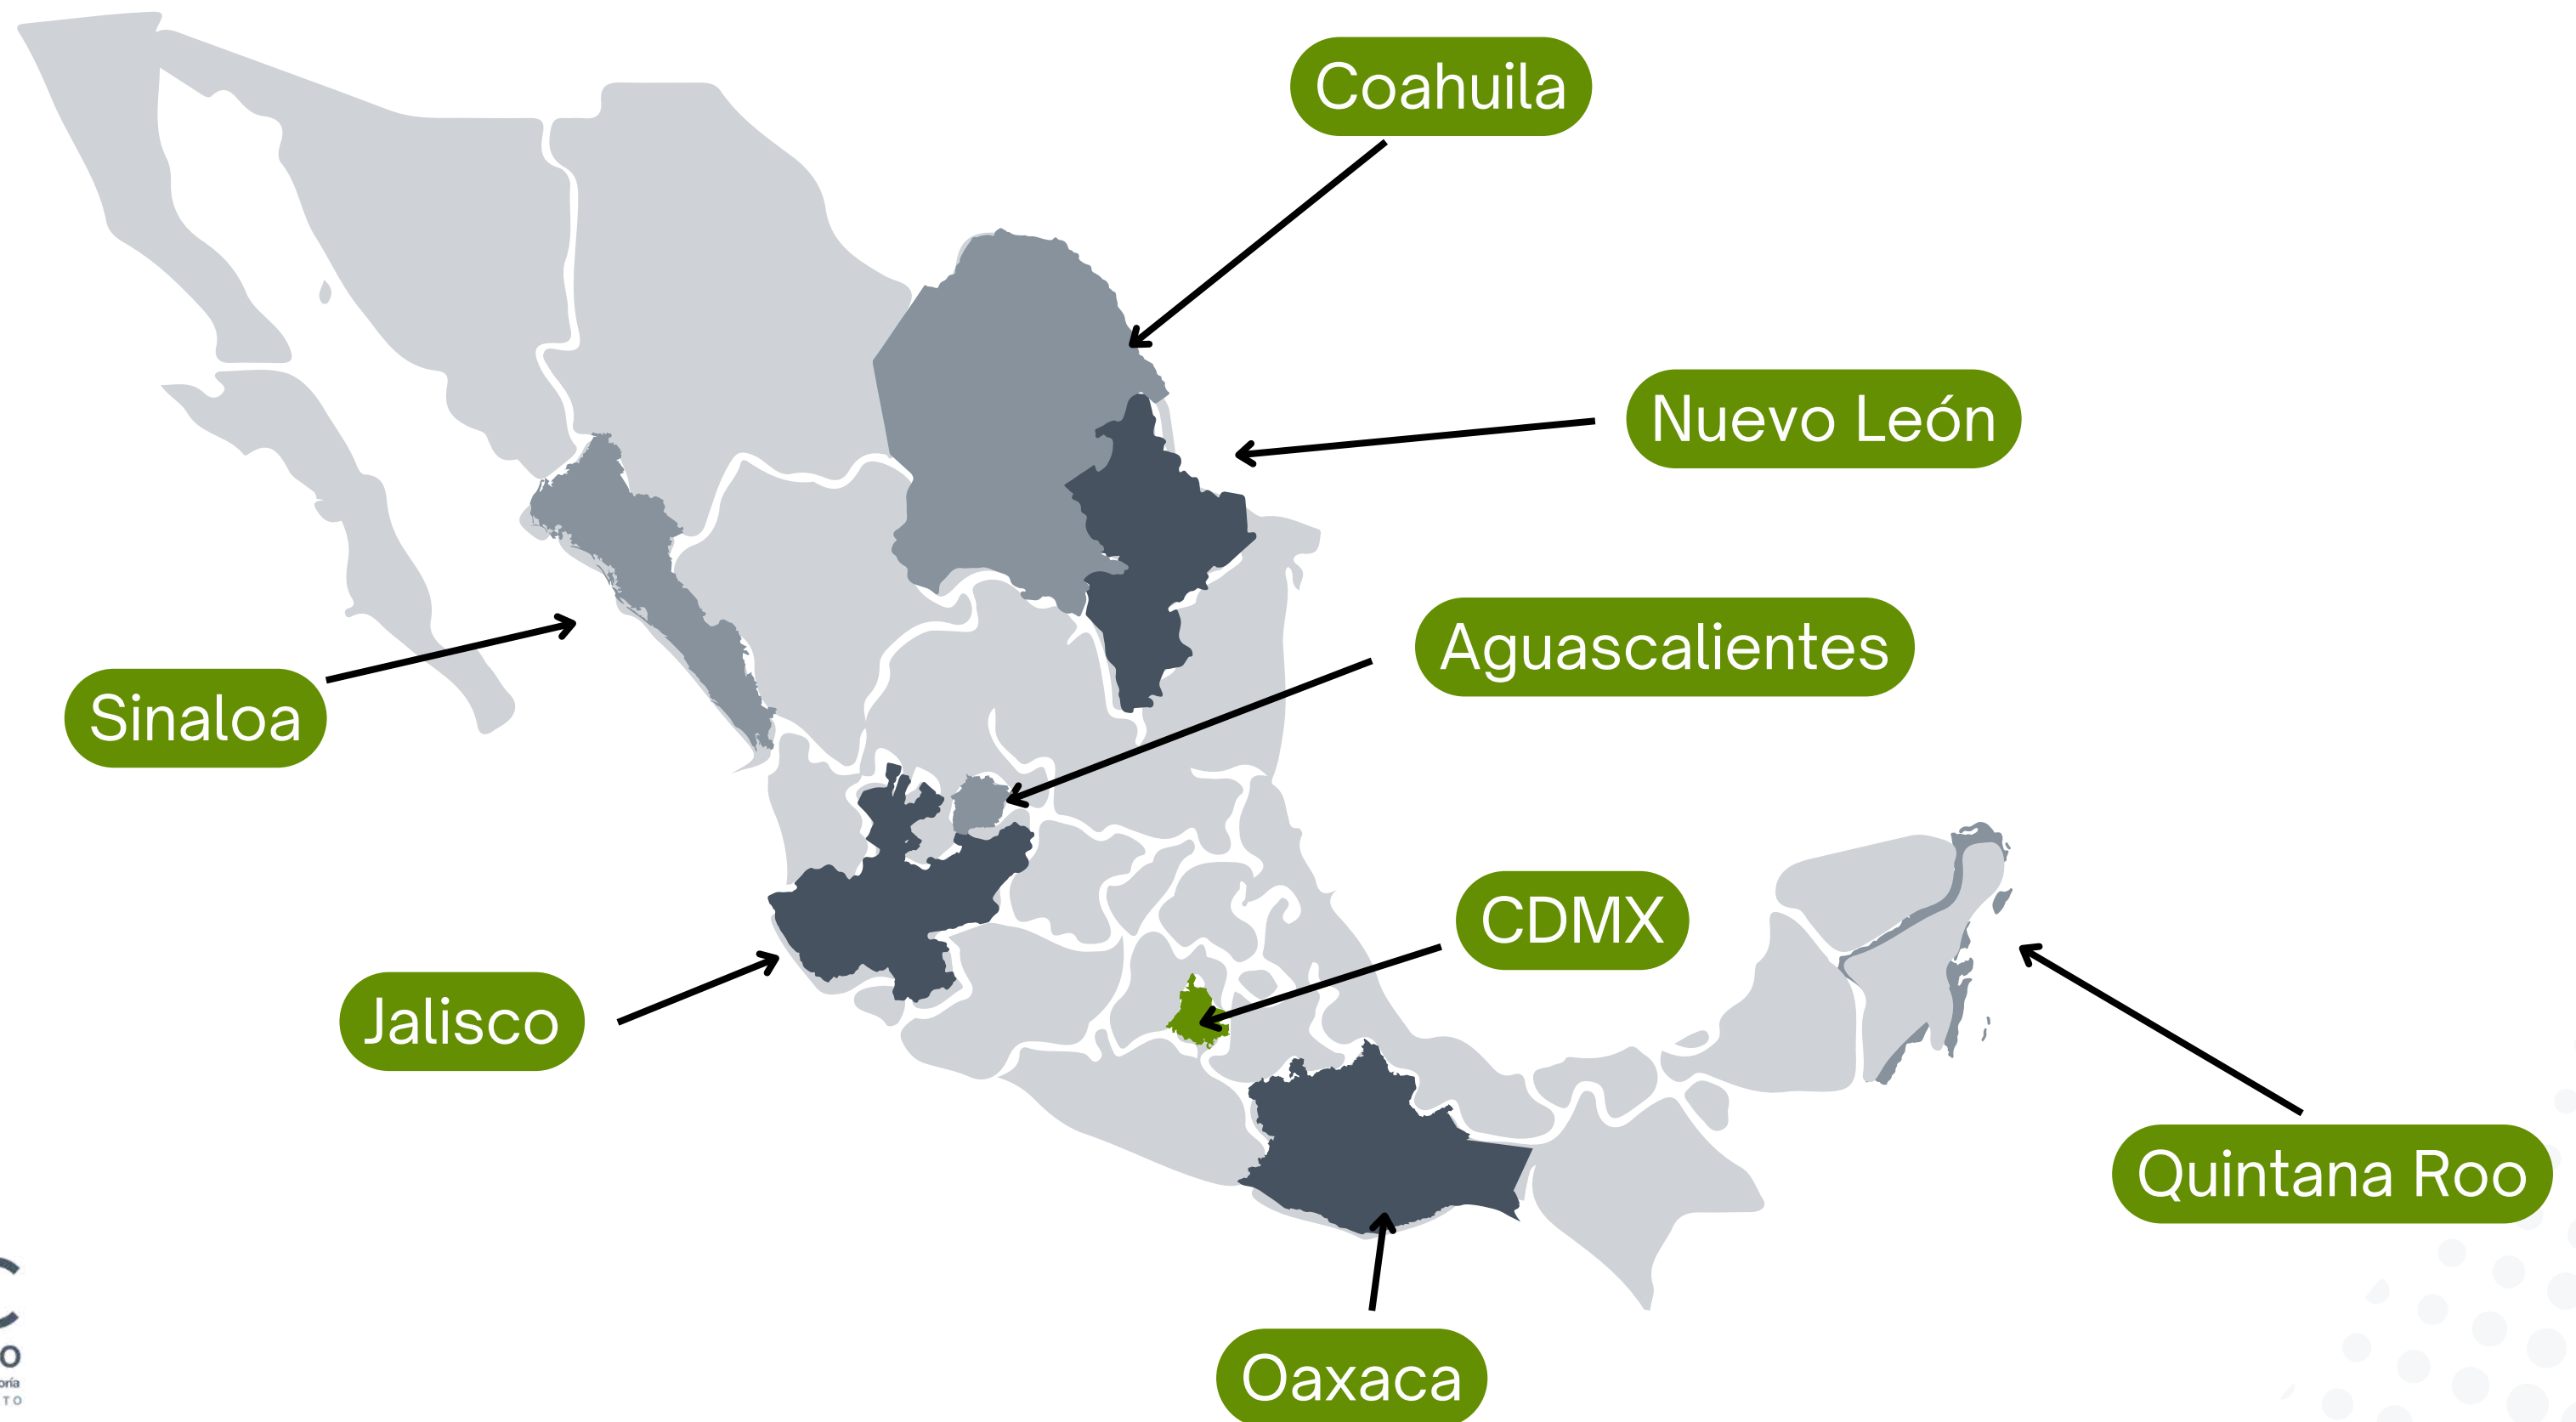 Coahuila
Nuevo León
Aguascalientes
Sinaloa
CDMX
Jalisco
Quintana Roo
Oaxaca